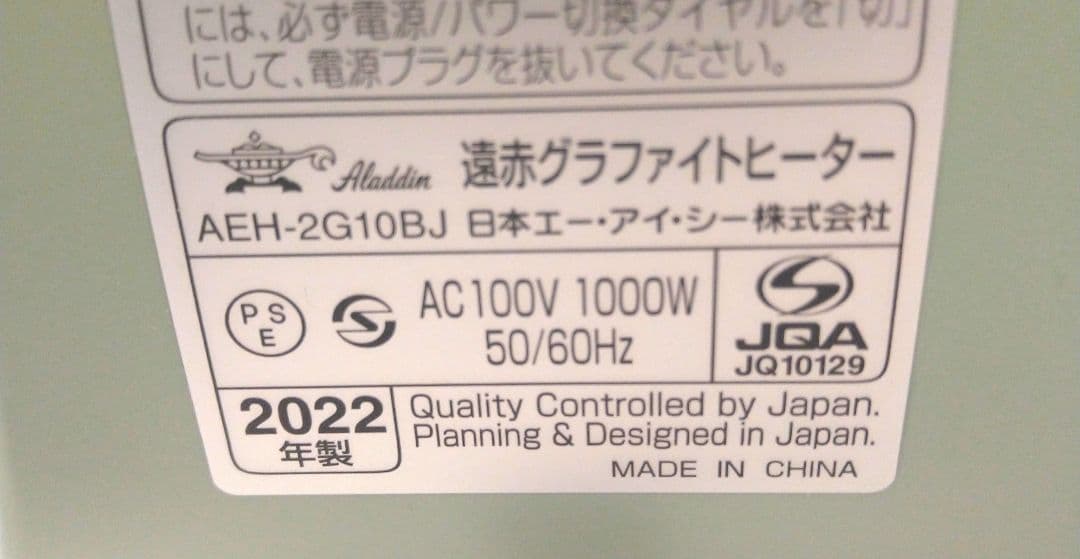 には、必ず電源/パワー切換ダイヤルを「切」
にして、電源プラグを抜いてください。
Aladdin 遠赤グラファイトヒーター
AEH-2G10BJ 日本エー・アイ・シー株式会社
PSE S AC100V 1000W
50/60Hz
S
JQA
JQ10129
2022
年製
Quality Controlled by Japan.
Planning & Designed in Japan.
MADE IN CHINA